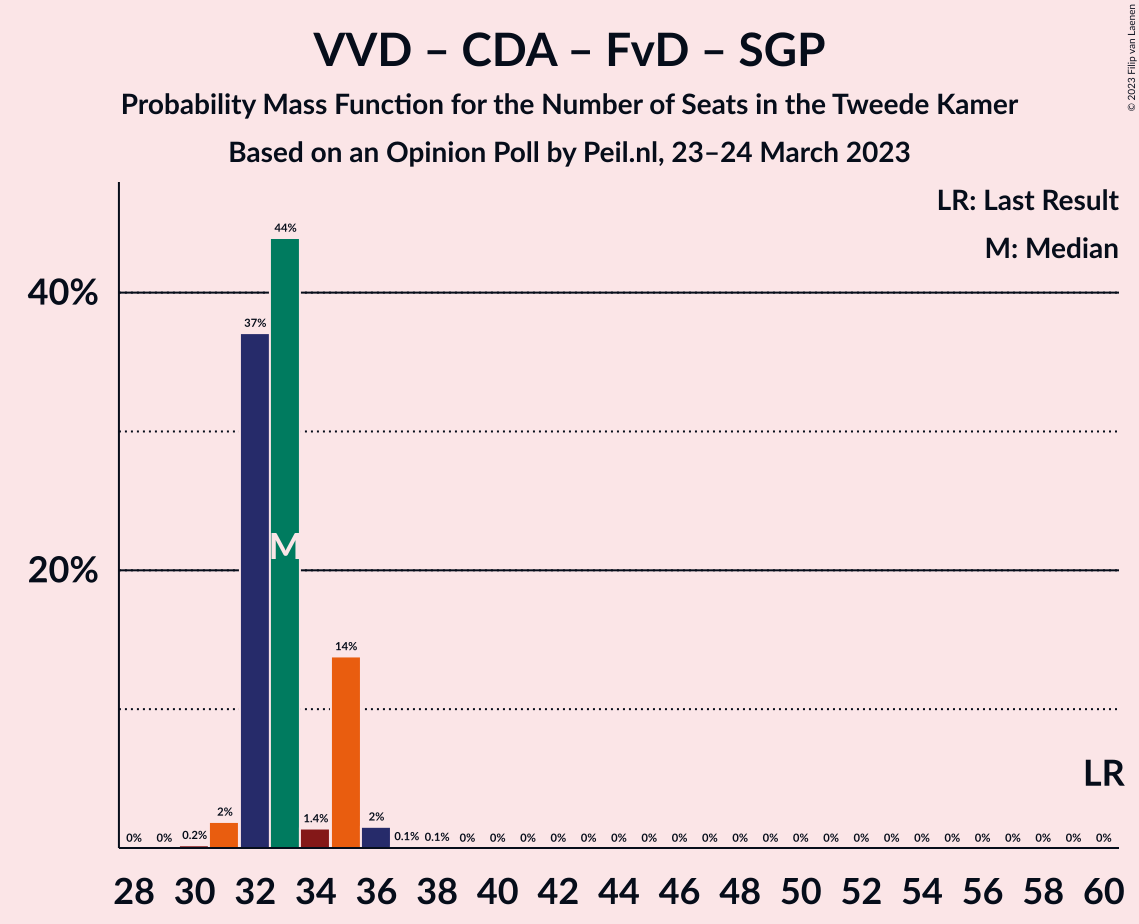 VVD – CDA – FvD – SGP
Probability Mass Function for the Number of Seats in the Tweede Kamer
Based on an Opinion Poll by Peil.nl, 23–24 March 2023
© 2023 Filip van Laenen
LR: Last Result
M: Median
44%
40%
37%
M
20%
14%
LR
0% 0% 0.2% 2% 1.4% 2% 0.1% 0.1% 0% 0% 0% 0% 0% 0% 0% 0% 0% 0% 0% 0% 0% 0% 0% 0% 0% 0% 0% 0% 0% 0%
28 30 32 34 36 38 40 42 44 46 48 50 52 54 56 58 60